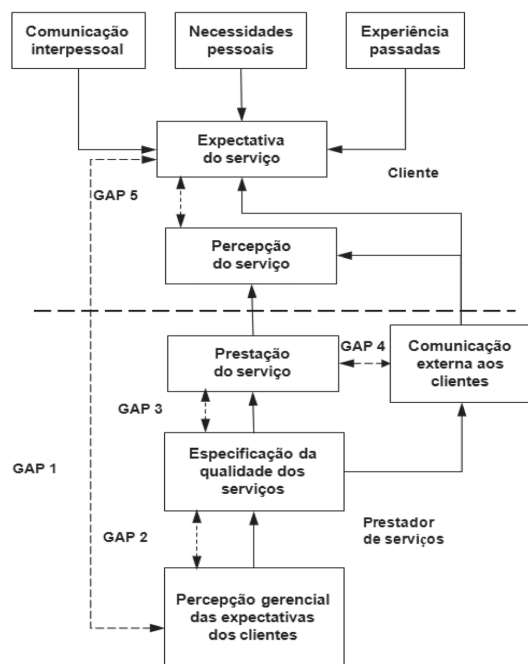 Comunicação
interpessoal
Necessidades
pessoais
Experiência
passadas
Expectativa
do serviço
Cliente
GAP 5
Percepção
do serviço
GAP 4
Prestação
do serviço
Comunicação
externa aos
clientes
GAP 3
Especificação da
qualidade dos
serviços
GAP 1
Prestador
de serviços
GAP 2
Percepção gerencial
das expectativas
dos clientes